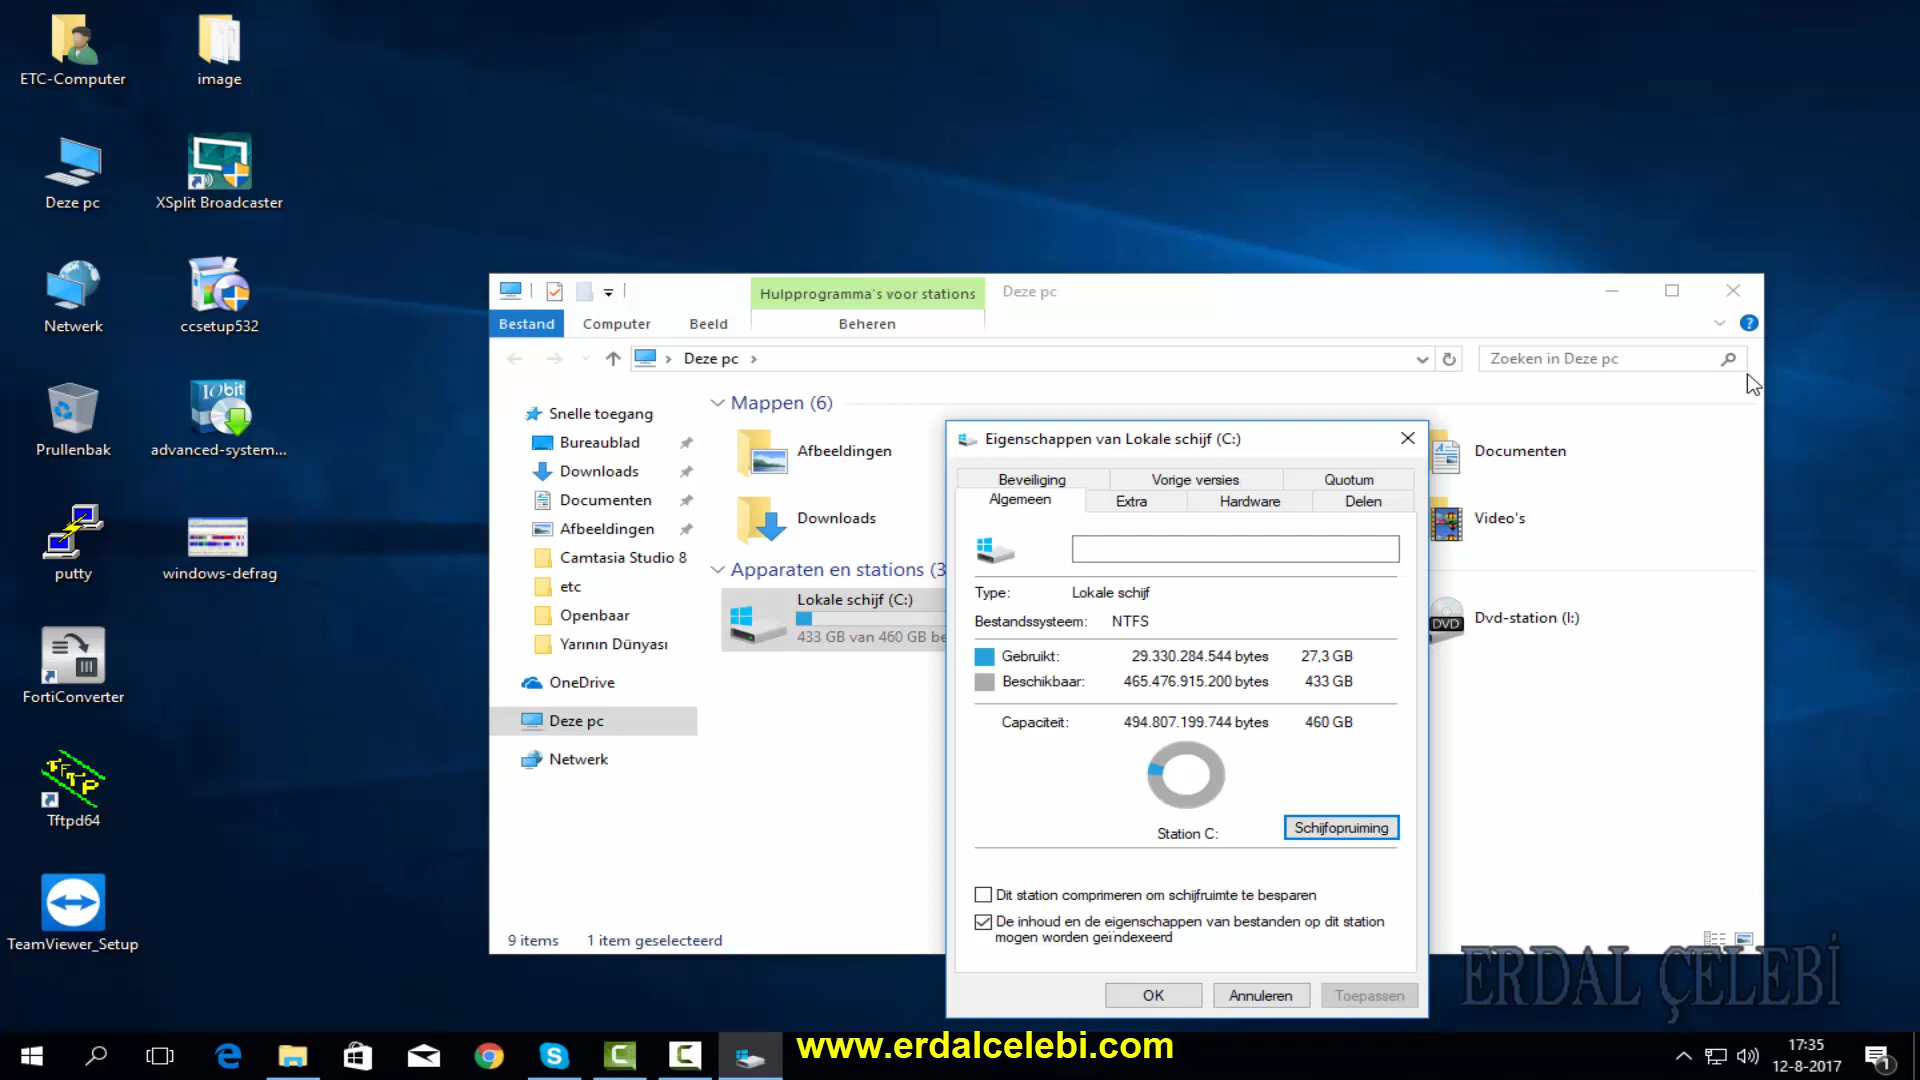 ETC-Computer
image
Deze pc
XSplit Broadcaster
Netwerk
ccsetup532
Prullenbak
IObit
advanced-system...
putty
windows-defrag
FortiConverter
TFTP
Tftpd64
TeamViewer_Setup
Hulpprogramma's voor stations
Deze pc
Bestand
Computer
Beeld
Beheren
Deze pc
Zoeken in Deze pc
Snelle toegang
Bureaublad
Downloads
Documenten
Afbeeldingen
Camtasia Studio 8
etc
Openbaar
Yarının Dünyası
OneDrive
Deze pc
Netwerk
Mappen (6)
Afbeeldingen
Downloads
Documenten
Video's
Apparaten en stations (3
Lokale schijf (C:)
433 GB van 460 GB be
DVD
Dvd-station (I:)
9 items
1 item geselecteerd
Eigenschappen van Lokale schijf (C:)
Beveiliging
Vorige versies
Quotum
Algemeen
Extra
Hardware
Delen
Type:
Lokale schijf
Bestandssysteem:
NTFS
Gebruikt:
29.330.284.544 bytes
27,3 GB
Beschikbaar:
465.476.915.200 bytes
433 GB
Capaciteit:
494.807.199.744 bytes
460 GB
Station C:
Schijfopruiming
Dit station comprimeren om schijfruimte te besparen
De inhoud en de eigenschappen van bestanden op dit station
mogen worden geïndexeerd
OK
Annuleren
Toepassen
ERDAL ÇELEBİ
www.erdalcelebi.com
17:35
12-8-2017
1